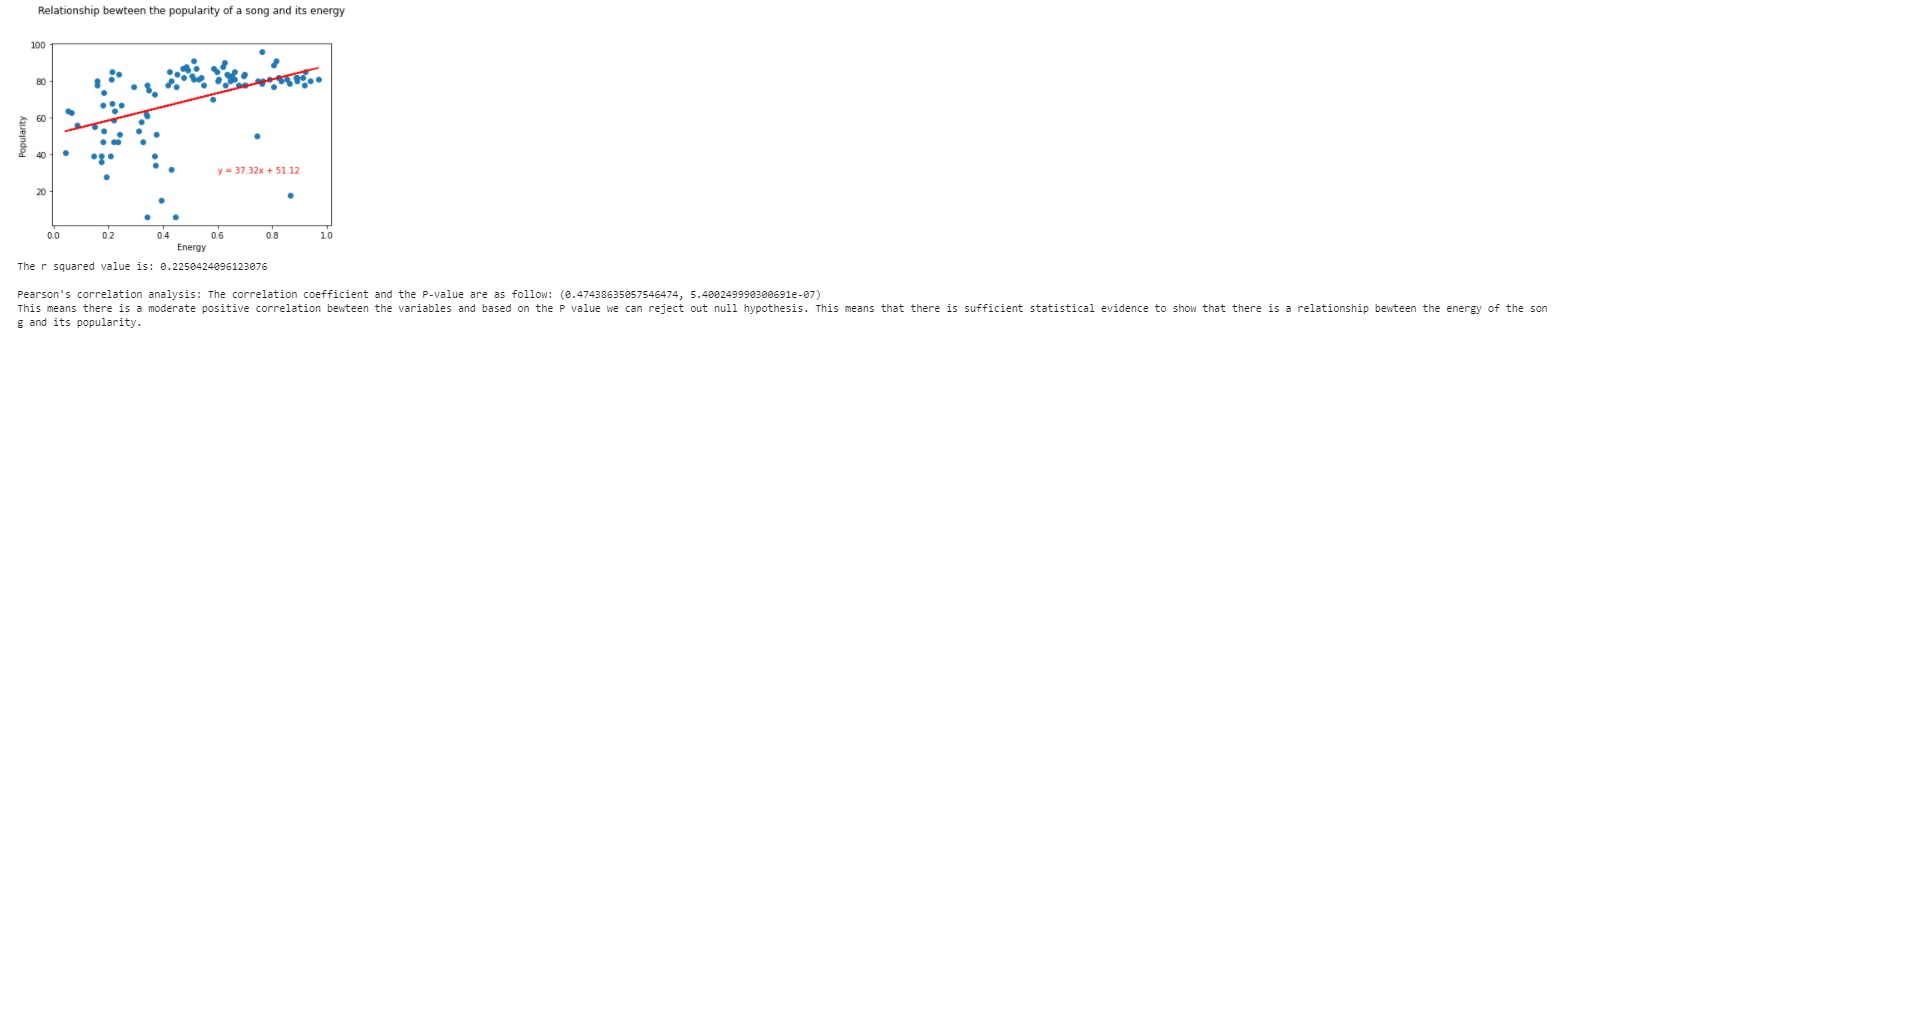 Relationship bewteen the popularity of a song and its energy
100
80
60
40
20
Popularity
y = 37.32x + 51.12
0.0 0.2 0.4 0.6 0.8 1.0
Energy
The r squared value is: 0.2250424096123076
Pearson's correlation analysis: The correlation coefficient and the P-value are as follow: (0.47438635057546474, 5.400249990300691e-07)
This means there is a moderate positive correlation bewteen the variables and based on the P value we can reject out null hypothesis. This means that there is sufficient statistical evidence to show that there is a relationship bewteen the energy of the son
g and its popularity.